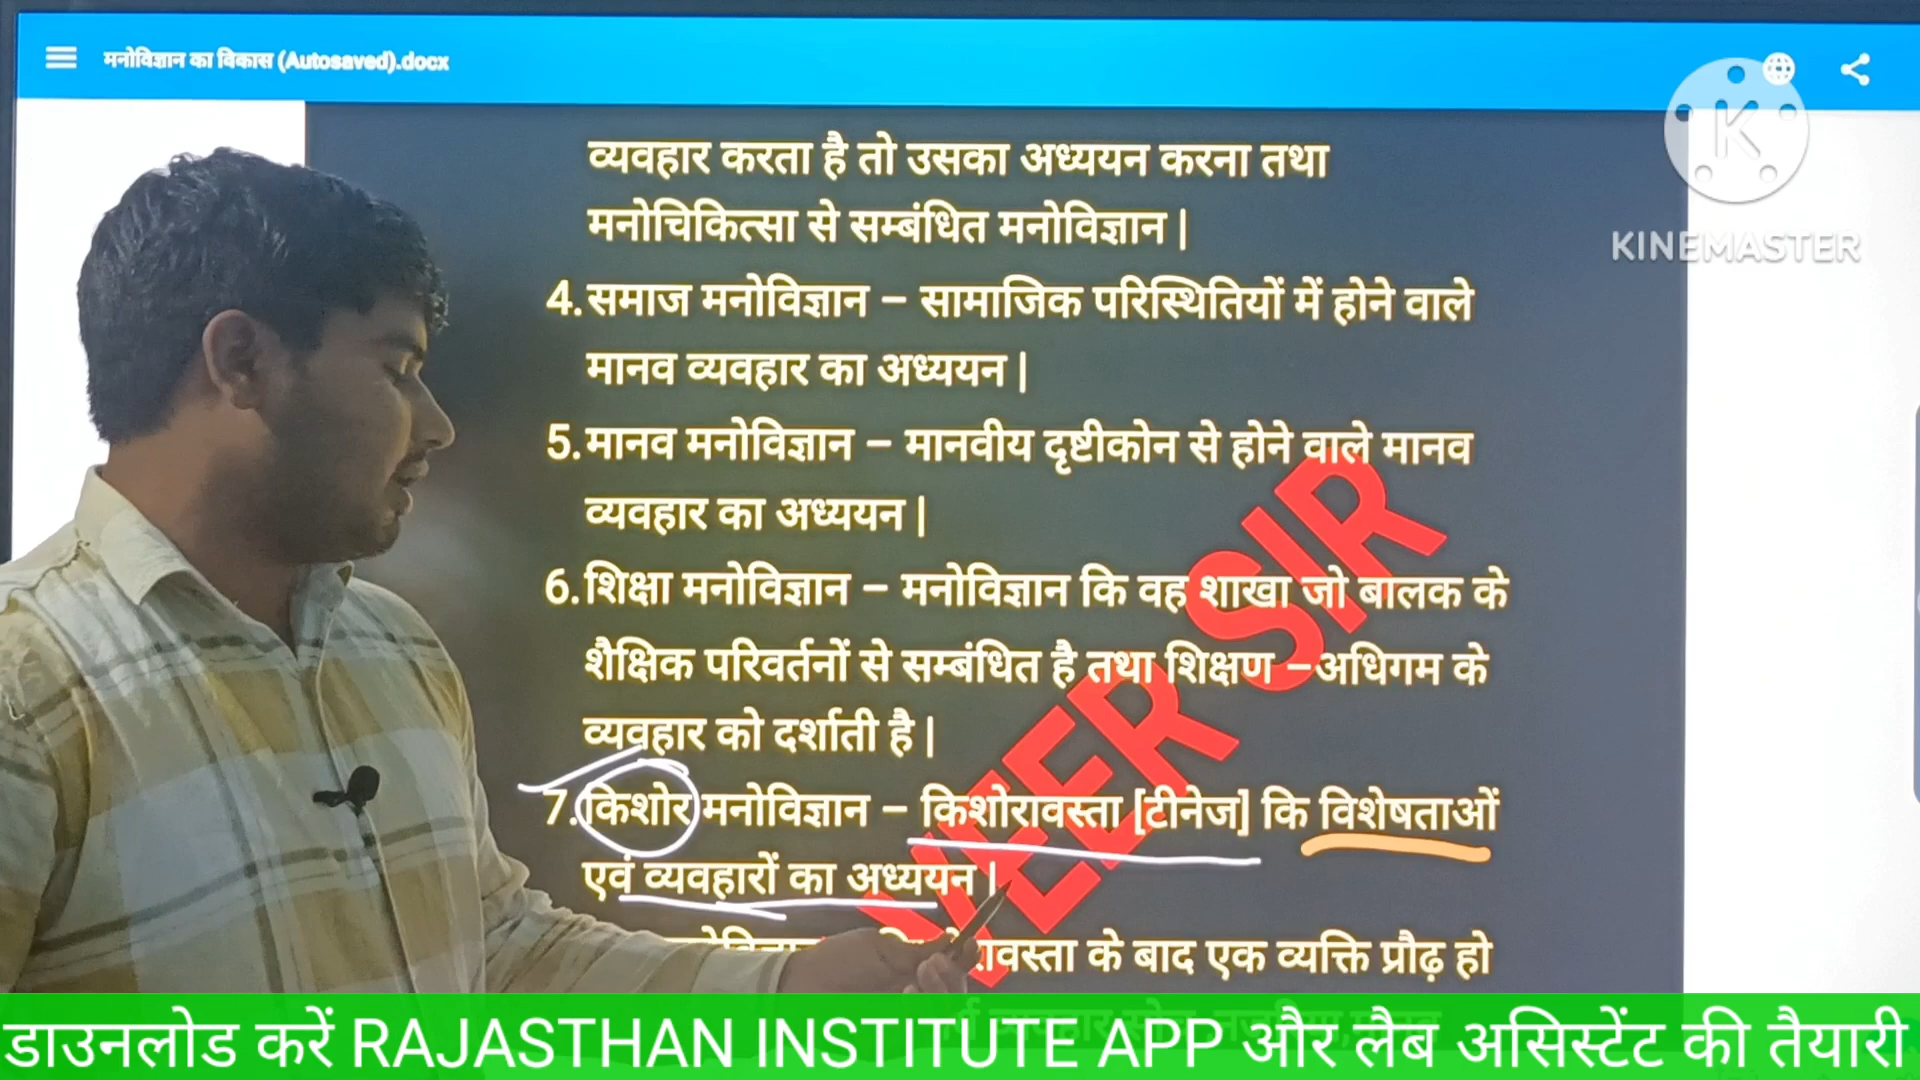 मनोविज्ञान का विकास (Autosaved).docx
KINEMASTER
व्यवहार करता है तो उसका अध्ययन करना तथा
मनोचिकित्सा से सम्बंधित मनोविज्ञान |
4. समाज मनोविज्ञान – सामाजिक परिस्थितियों में होने वाले
मानव व्यवहार का अध्ययन |
5. मानव मनोविज्ञान – मानवीय दृष्टीकोन से होने वाले मानव
व्यवहार का अध्ययन |
6. शिक्षा मनोविज्ञान – मनोविज्ञान कि वह शाखा जो बालक के
शैक्षिक परिवर्तनों से सम्बंधित है तथा शिक्षण –अधिगम के
व्यवहार को दर्शाती है |
7. किशोर मनोविज्ञान – किशोरावस्ता [टीनेज] कि विशेषताओं
एवं व्यवहारों का अध्ययन |
के बाद एक व्यक्ति प्रौढ़ हो
VEER SIR
डाउनलोड करें RAJASTHAN INSTITUTE APP और लैब असिस्टेंट की तैयारी